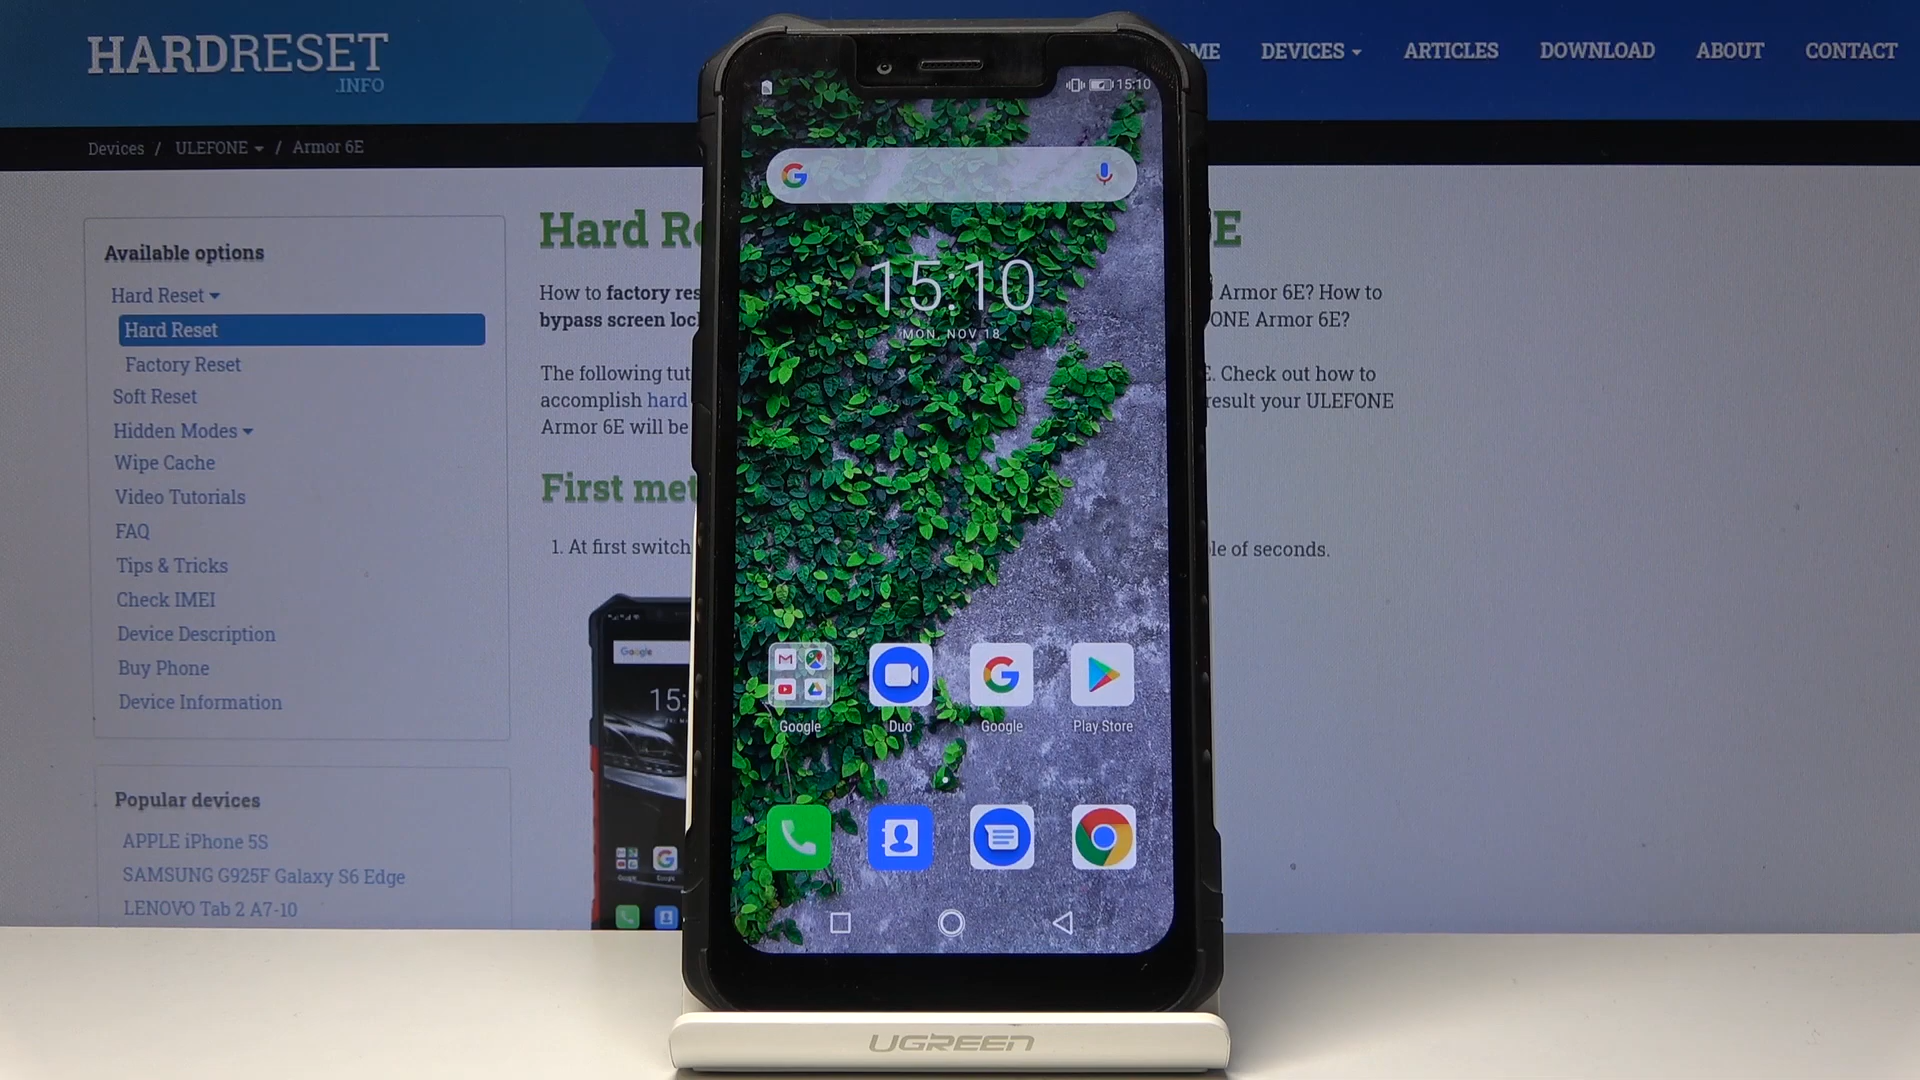 HARDRESET
.INFO
OME DEVICES ARTICLES DOWNLOAD ABOUT CONTACT
Devices / ULEFONE / Armor 6E
Available options
Hard Reset
Hard Reset
Factory Reset
Soft Reset
Hidden Modes
Wipe Cache
Video Tutorials
FAQ
Tips & Tricks
Check IMEI
Device Description
Buy Phone
Device Information
Popular devices
APPLE iPhone 5S
SAMSUNG G925F Galaxy S6 Edge
LENOVO Tab 2 A7-10
Hard Re E
How to factory res Armor 6E? How to
bypass screen loc ONE Armor 6E?
The following tut E. Check out how to
accomplish hard result your ULEFONE
Armor 6E will be
First met
1. At first switch le of seconds.
Google
15:
15:10
15:10
MON, NOV 18
Google Duo Google Play Store
UGREEN